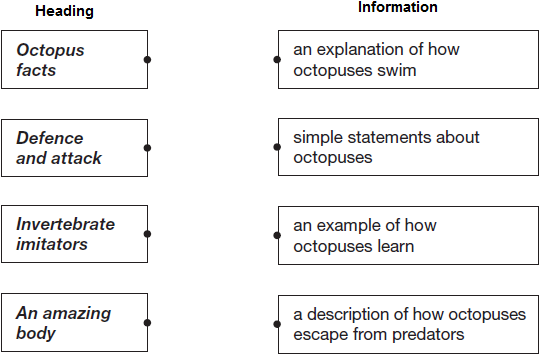 Heading
Information
Octopus
facts
an explanation of how
octopuses swim
Defence
and attack
simple statements about
octopuses
Invertebrate
imitators
an example of how
octopuses learn
An amazing
body
a description of how octopuses
escape from predators